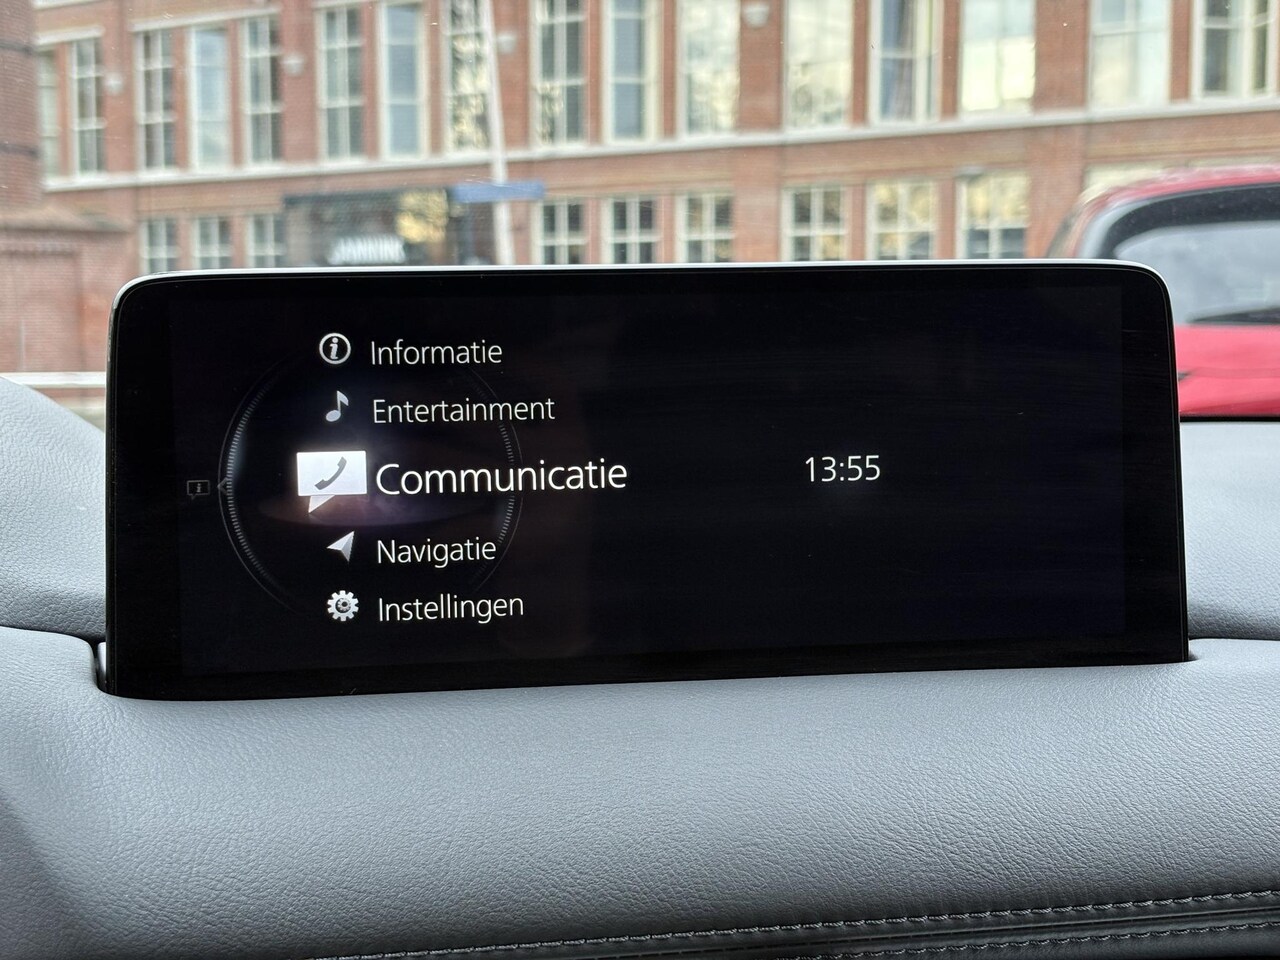 Informatie
Entertainment
Communicatie
13:55
Navigatie
Instellingen